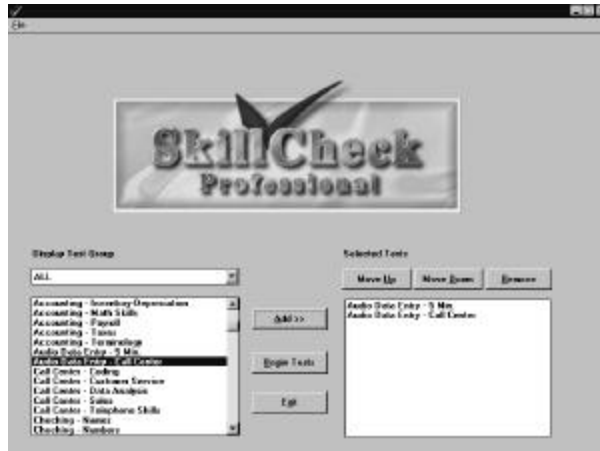 File
SkillCheck
Professional
Display Test Group
Selected Tests
ALL
Move Up
Move Down
Remove
Accounting - Inventory-Depreciation
Accounting - Math Skills
Accounting - Payroll
Accounting - Taxes
Accounting - Terminology
Audio Data Entry - 5 Min.
Audio Data Entry - Call Center
Call Center - Coding
Call Center - Customer Service
Call Center - Data Analysis
Call Center - Sales
Call Center - Telephone Skills
Checking - Names
Checking - Numbers
Add >>
Begin Tests
Exit
Audio Data Entry - 5 Min.
Audio Data Entry - Call Center